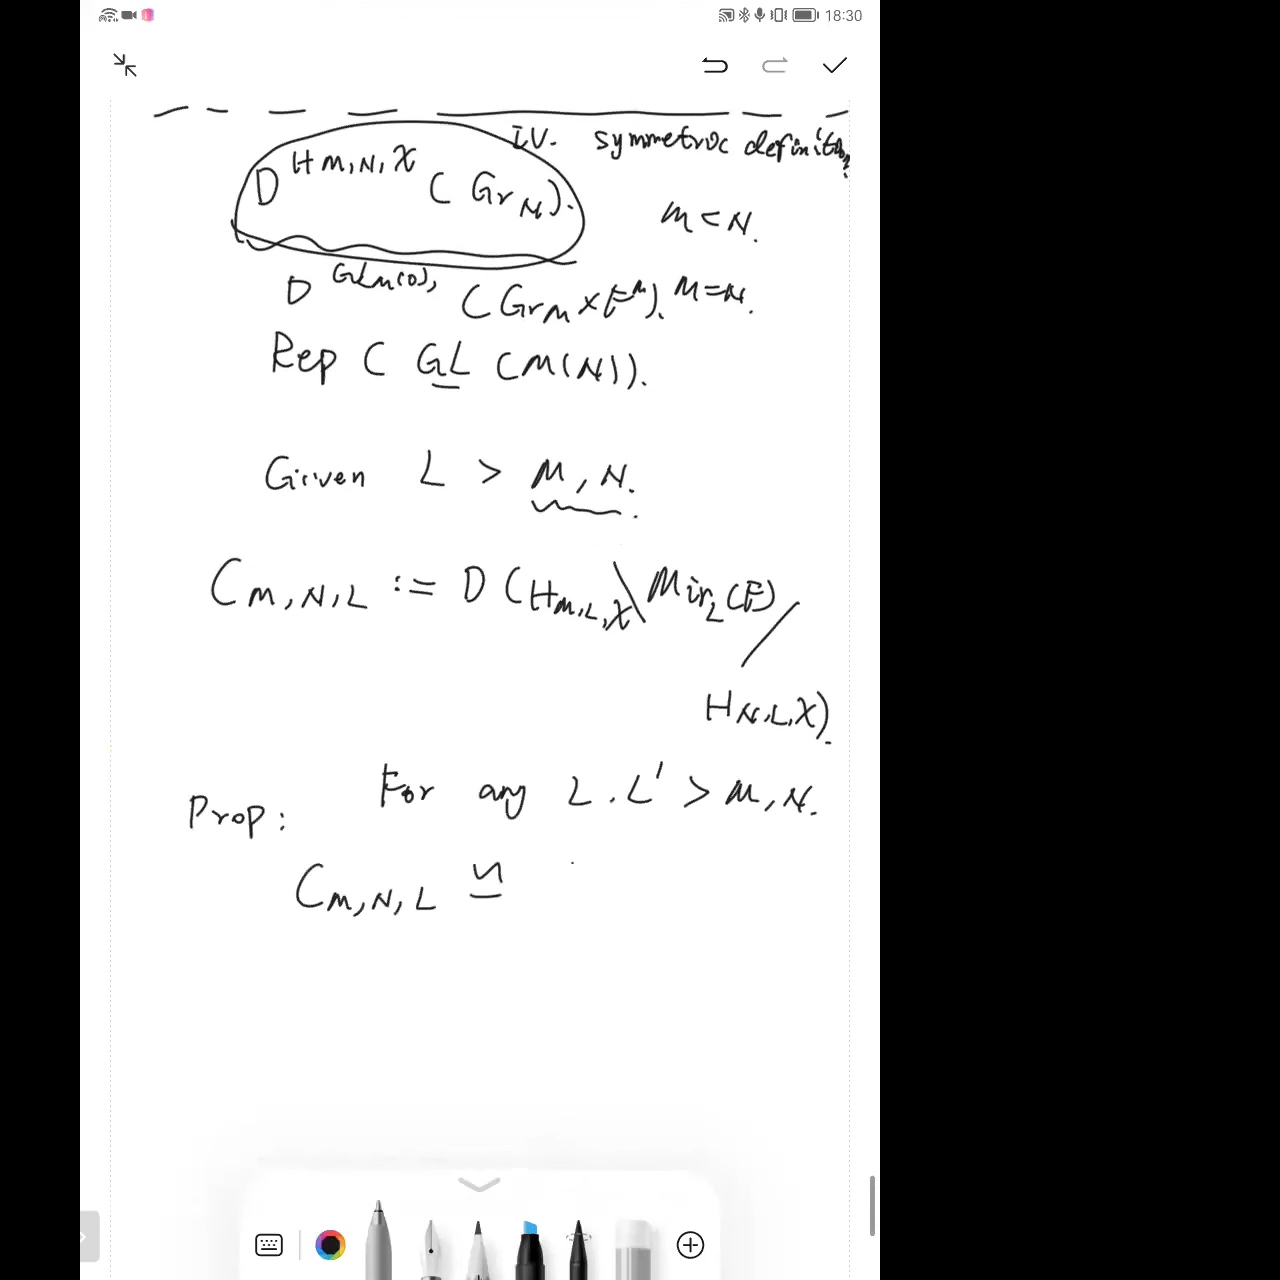 18:30
iv. symmetric definition
D^{H_{M,N},χ} (Gr_N). M < N.
D^{GL_M(O),} (Gr_M × F^M). M = N.
Rep (GL (M|N)).
Given L > M, N.
C_{M,N,L} := D (H_{M,L,χ} \ Mir_L(F) /
H_{N,L,χ}).
Prop: For any L. L' > M, N.
C_{M,N,L} ≃